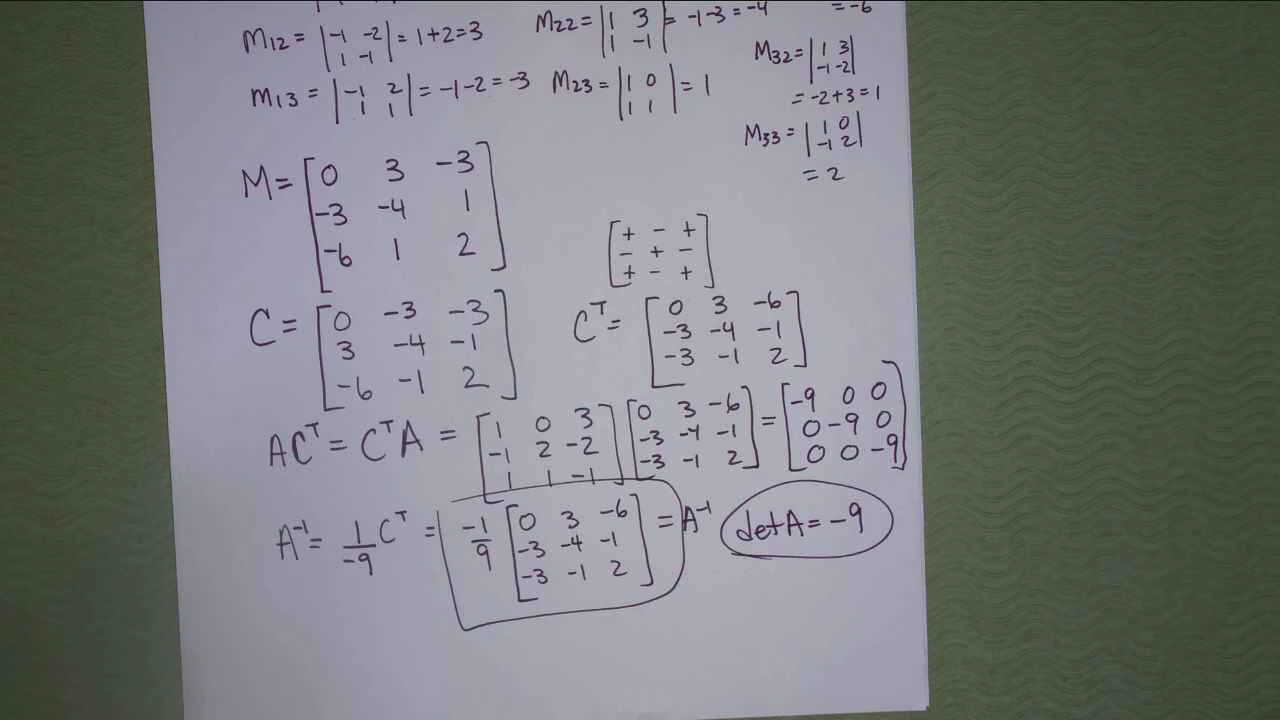 M12 = |-1 -2| = 1+2=3
|1 -1|
M22 = |1 3| = -1-3 = -4
|1 -1|
= -6
m13 = |-1 2| = -1-2 = -3
|1 1|
M23 = |1 0| = 1
|1 1|
M32 = |1 3|
|-1 -2|
= -2+3 = 1
M33 = |1 0|
|-1 2|
= 2
M = [0 3 -3
-3 -4 1
-6 1 2]
[+ - +
- + -
+ - +]
C = [0 -3 -3
3 -4 -1
-6 -1 2]
Cᵀ = [0 3 -6
-3 -4 -1
-3 -1 2]
ACᵀ = CᵀA = [1 0 3] [0 3 -6] = [-9 0 0]
[-1 2 -2] [-3 -4 -1] [0 -9 0]
[1 1 -1] [-3 -1 2] [0 0 -9]
A⁻¹ = 1/-9 Cᵀ = -1/9 [0 3 -6] = A⁻¹
[-3 -4 -1]
[-3 -1 2]
detA = -9